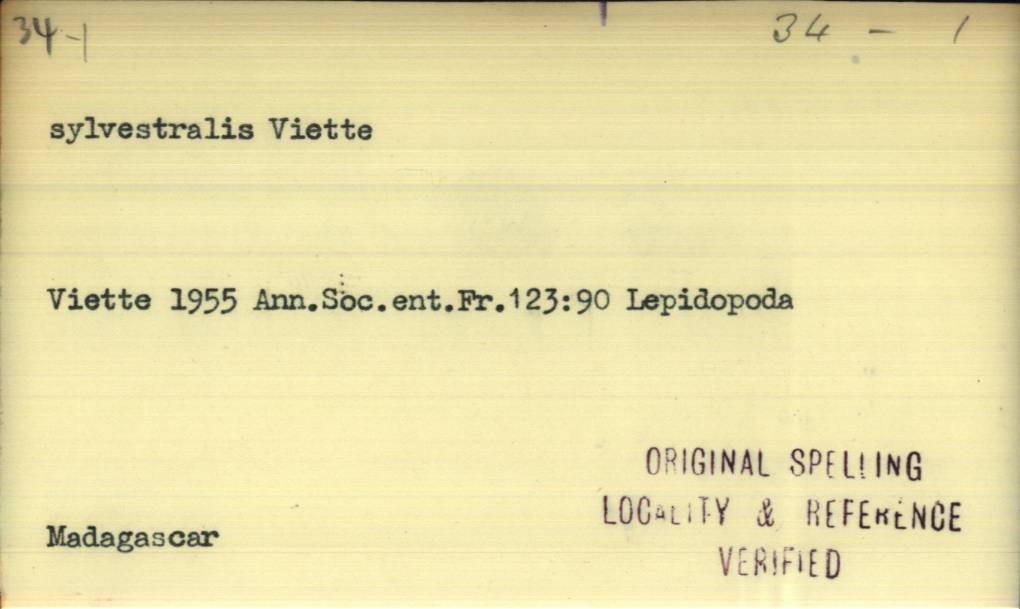 34-1
34 - 1
sylvestralis Viette
Viette 1955 Ann.Soc.ent.Fr.123:90 Lepidopoda
ORIGINAL SPELLING
LOCALITY & REFERENCE
Madagascar
VERIFIED